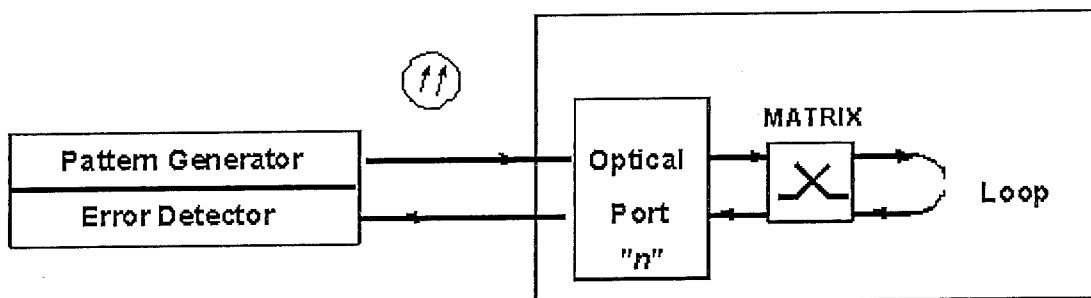 Pattern Generator
Error Detector
Optical
Port
"n"
MATRIX
Loop